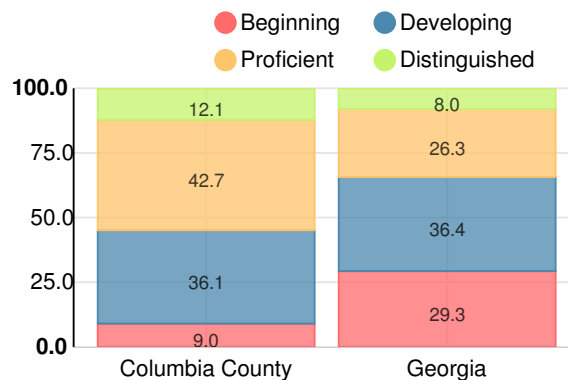 Beginning
Developing
Proficient
Distinguished
100.0
75.0
50.0
25.0
0.0
12.1
42.7
36.1
9.0
8.0
26.3
36.4
29.3
Columbia County
Georgia